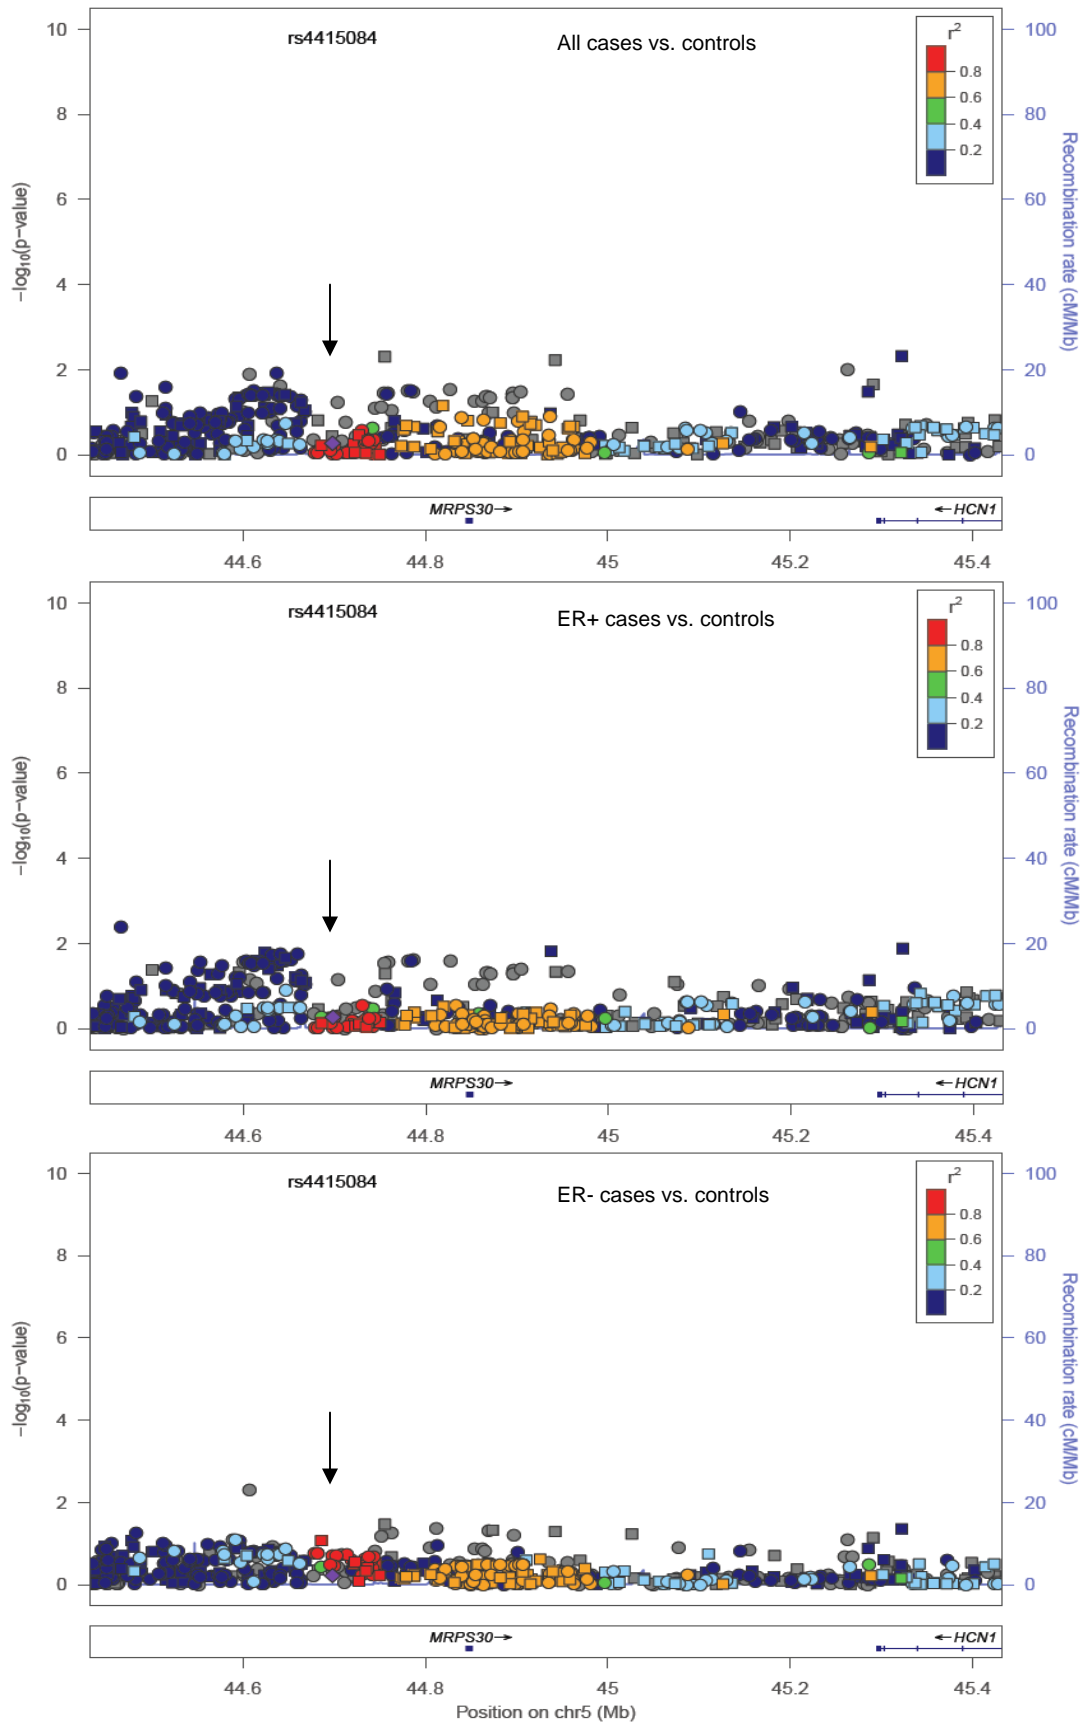 rs4415084
All cases vs. controls
r2
0.8
0.6
0.4
0.2
10
8
6
4
2
0
−log10(p−value)
100
80
60
40
20
0
Recombination rate (cM/Mb)
MRPS30→
←HCN1
44.6 44.8 45 45.2 45.4
rs4415084
ER+ cases vs. controls
r2
0.8
0.6
0.4
0.2
10
8
6
4
2
0
−log10(p−value)
100
80
60
40
20
0
Recombination rate (cM/Mb)
MRPS30→
←HCN1
44.6 44.8 45 45.2 45.4
rs4415084
ER- cases vs. controls
r2
0.8
0.6
0.4
0.2
10
8
6
4
2
0
−log10(p−value)
100
80
60
40
20
0
Recombination rate (cM/Mb)
MRPS30→
←HCN1
44.6 44.8 45 45.2 45.4
Position on chr5 (Mb)